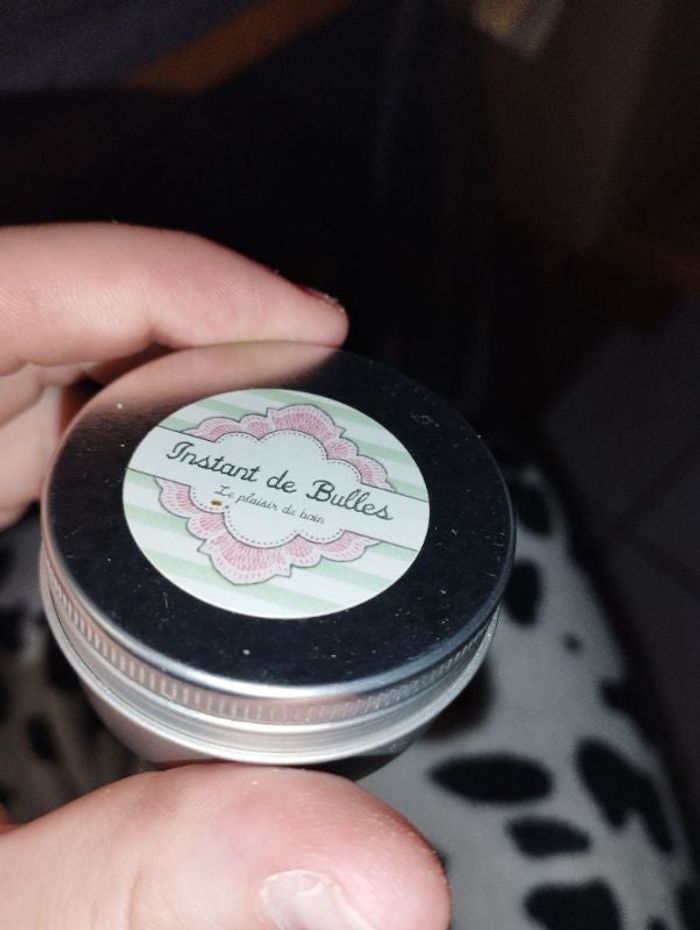 Instant de Bulles
Le plaisir du bain